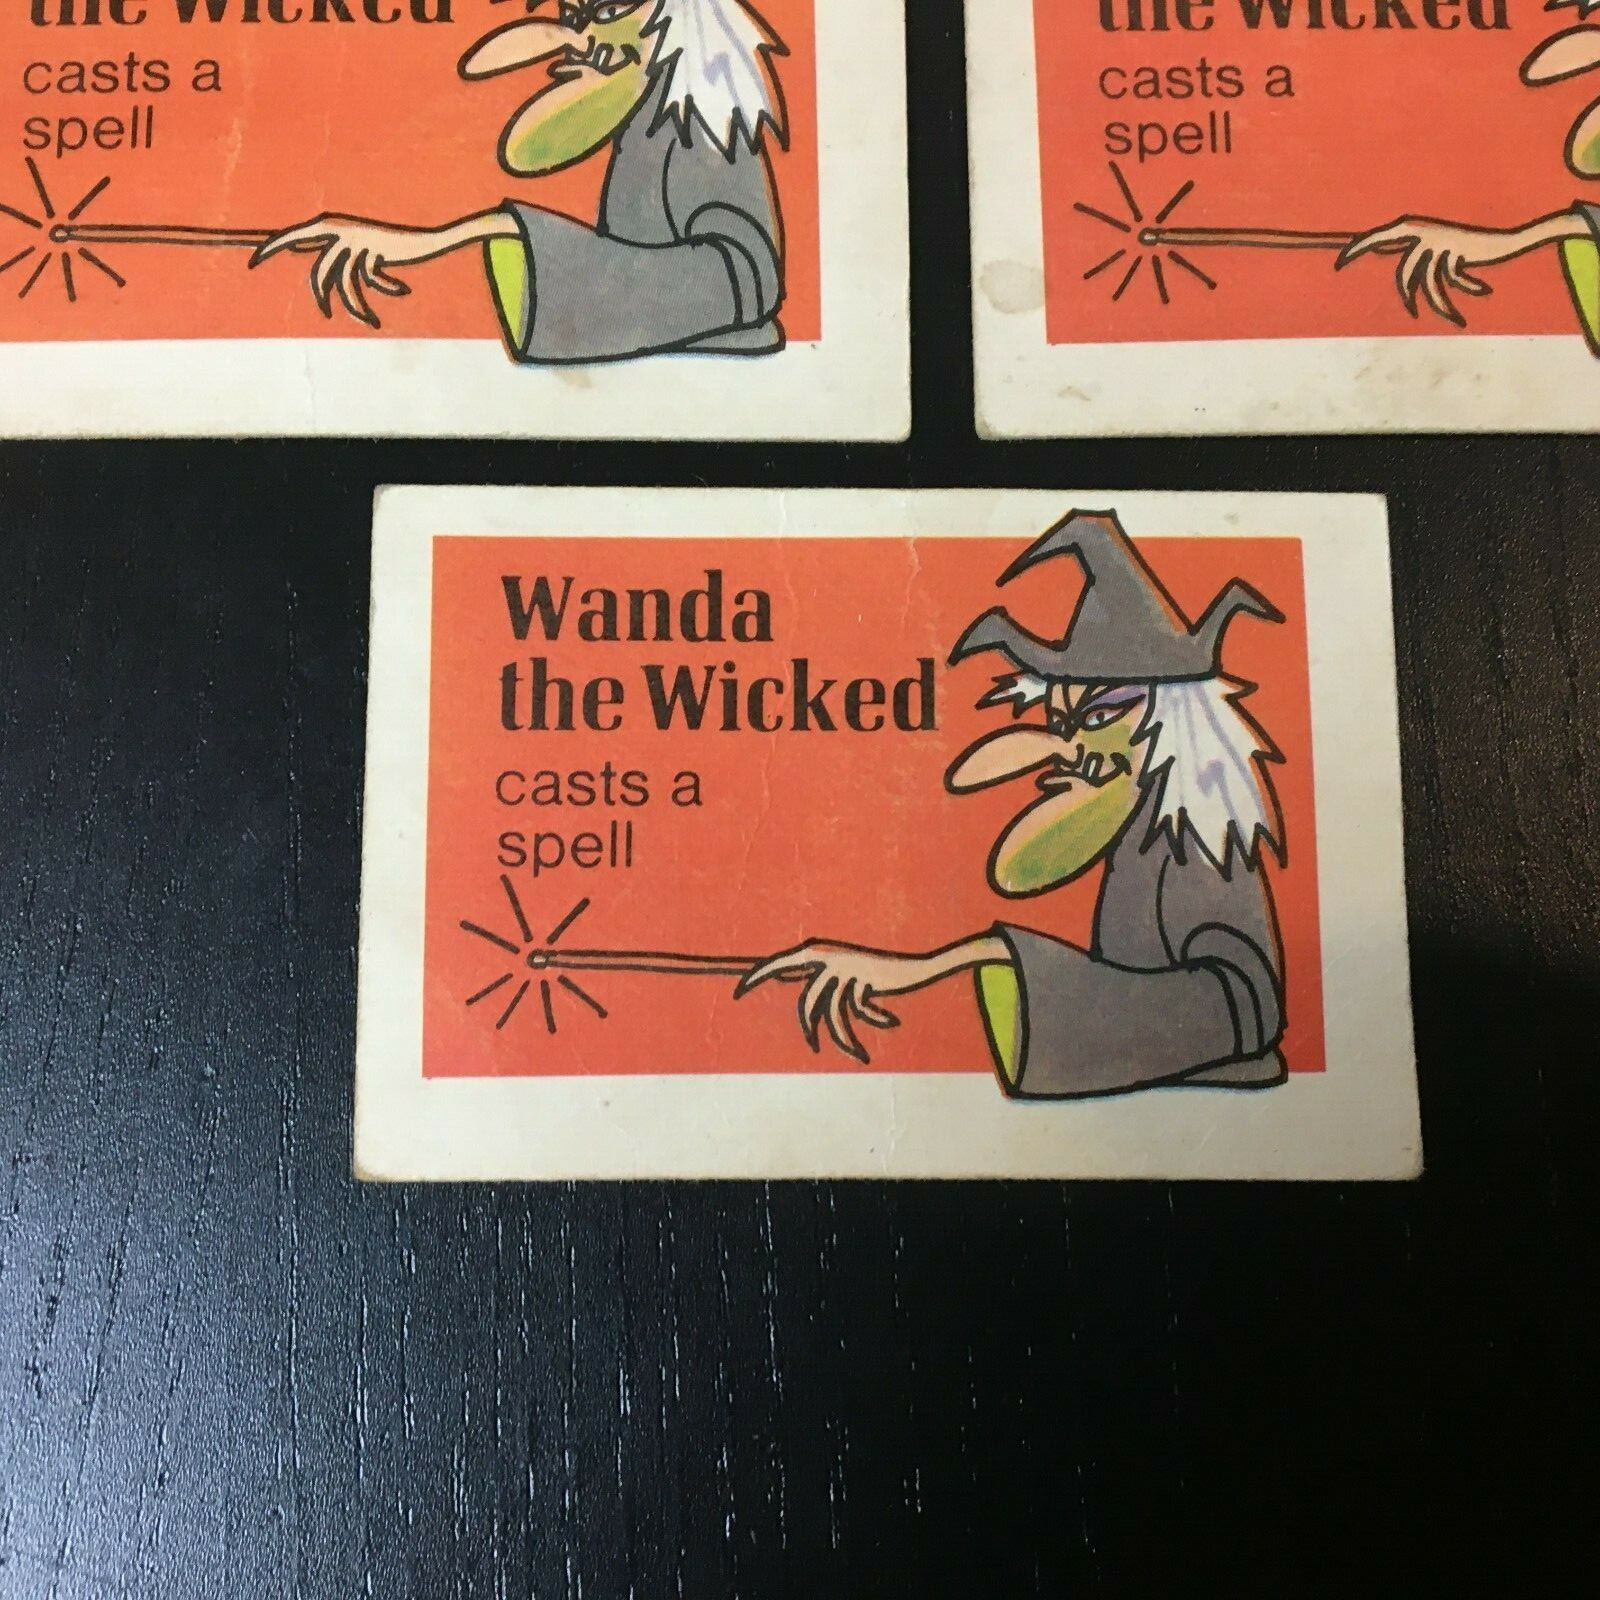 the Wicked
casts a
spell
the Wicked
casts a
spell
Wanda
the Wicked
casts a
spell